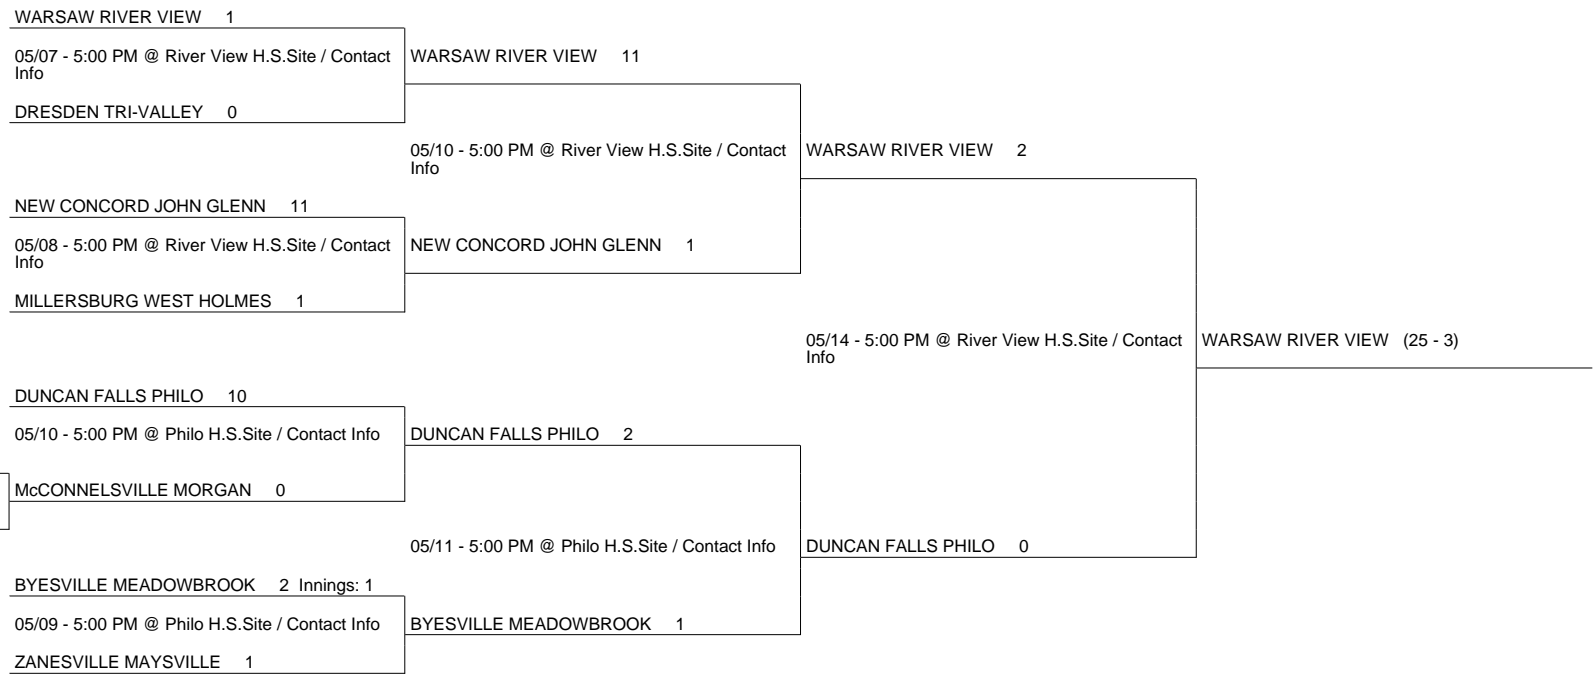 WARSAW RIVER VIEW 1
05/07 - 5:00 PM @ River View H.S.Site / Contact
Info
DRESDEN TRI-VALLEY 0
WARSAW RIVER VIEW 11
05/10 - 5:00 PM @ River View H.S.Site / Contact
Info
WARSAW RIVER VIEW 2
NEW CONCORD JOHN GLENN 11
05/08 - 5:00 PM @ River View H.S.Site / Contact
Info
MILLERSBURG WEST HOLMES 1
NEW CONCORD JOHN GLENN 1
05/14 - 5:00 PM @ River View H.S.Site / Contact
Info
WARSAW RIVER VIEW (25 - 3)
DUNCAN FALLS PHILO 10
05/10 - 5:00 PM @ Philo H.S.Site / Contact Info
McCONNELSVILLE MORGAN 0
DUNCAN FALLS PHILO 2
05/11 - 5:00 PM @ Philo H.S.Site / Contact Info
DUNCAN FALLS PHILO 0
BYESVILLE MEADOWBROOK 2 Innings: 1
05/09 - 5:00 PM @ Philo H.S.Site / Contact Info
ZANESVILLE MAYSVILLE 1
BYESVILLE MEADOWBROOK 1